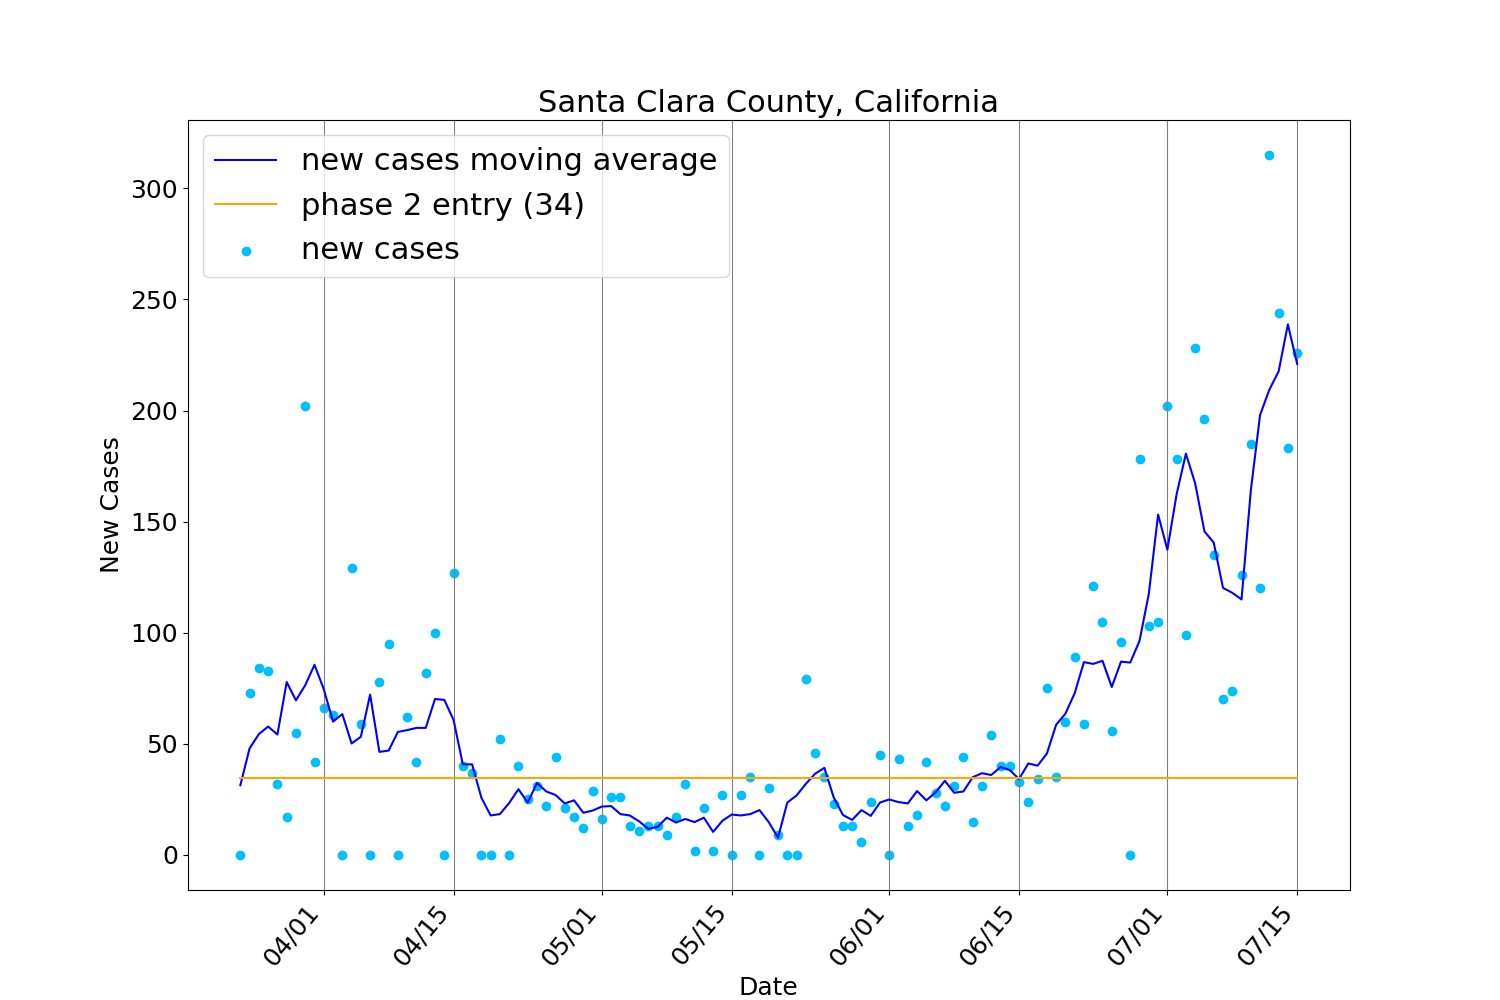 Santa Clara County, California
new cases moving average
phase 2 entry (34)
new cases
300
250
200
150
100
50
0
New Cases
04/01
04/15
05/01
05/15
06/01
06/15
07/01
07/15
Date